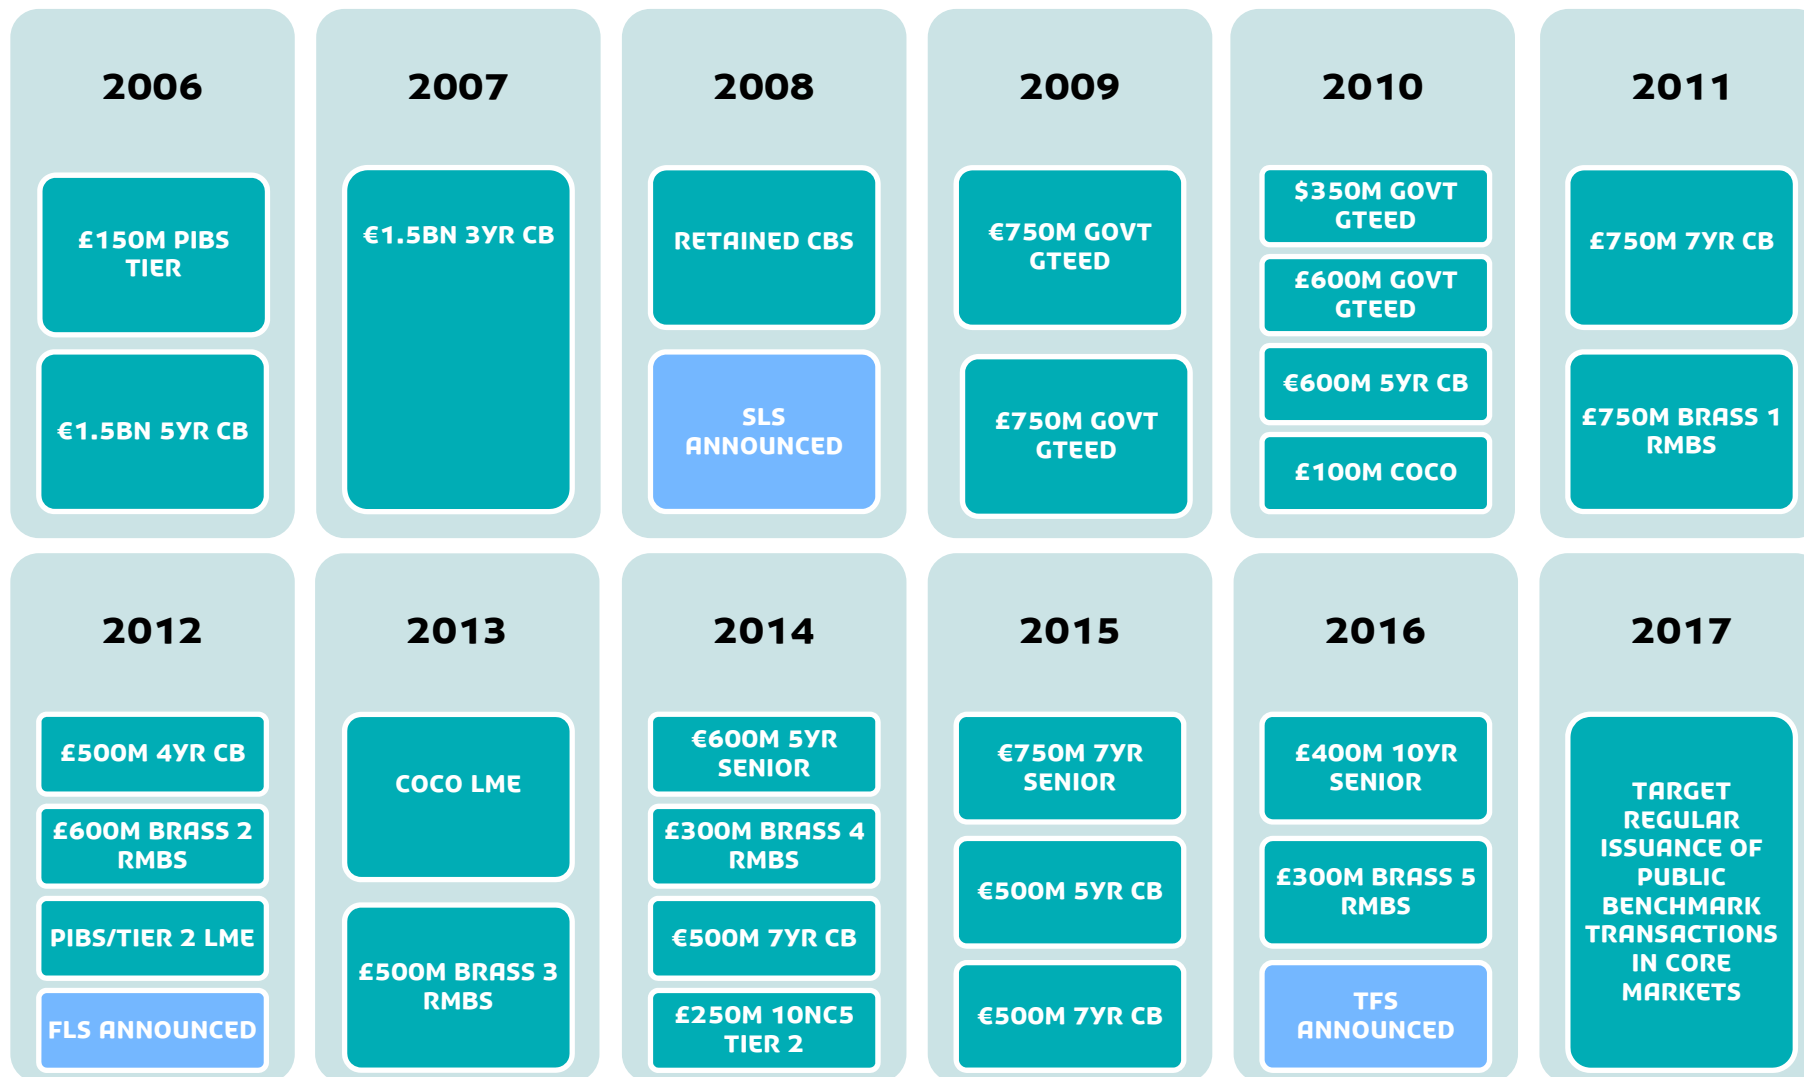 2006
£150M PIBS
TIER
€1.5BN 5YR CB
2007
€1.5BN 3YR CB
2008
RETAINED CBS
SLS
ANNOUNCED
2009
€750M GOVT
GTEED
£750M GOVT
GTEED
2010
$350M GOVT
GTEED
£600M GOVT
GTEED
€600M 5YR CB
£100M COCO
2011
£750M 7YR CB
£750M BRASS 1
RMBS
2012
£500M 4YR CB
£600M BRASS 2
RMBS
PIBS/TIER 2 LME
FLS ANNOUNCED
2013
COCO LME
£500M BRASS 3
RMBS
2014
€600M 5YR
SENIOR
£300M BRASS 4
RMBS
€500M 7YR CB
£250M 10NC5
TIER 2
2015
€750M 7YR
SENIOR
€500M 5YR CB
€500M 7YR CB
2016
£400M 10YR
SENIOR
£300M BRASS 5
RMBS
TFS
ANNOUNCED
2017
TARGET
REGULAR
ISSUANCE OF
PUBLIC
BENCHMARK
TRANSACTIONS
IN CORE
MARKETS